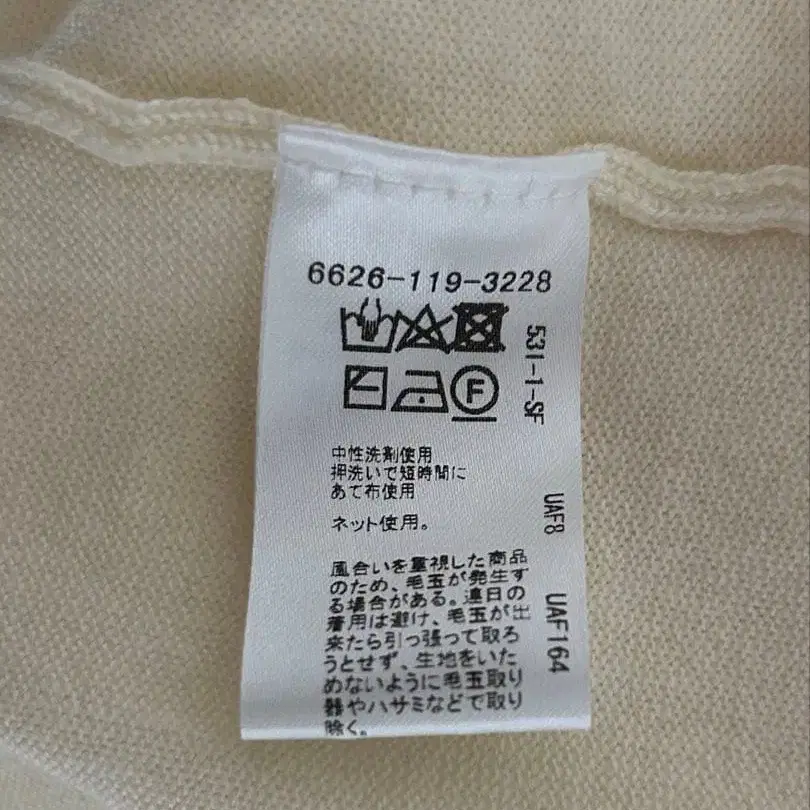 6626-119-3228
F
中性洗剤使用
押洗いで短時間に
あて布使用
ネット使用。
風合いを重視した商品
のため、毛玉が発生す
る場合がある。連日の
着用は避け、毛玉が出
来たら引っ張って取ろ
うとせず、生地をいた
めないように毛玉取り
器やハサミなどで取り
除く。
531-1-SF
UAF8
UAF164